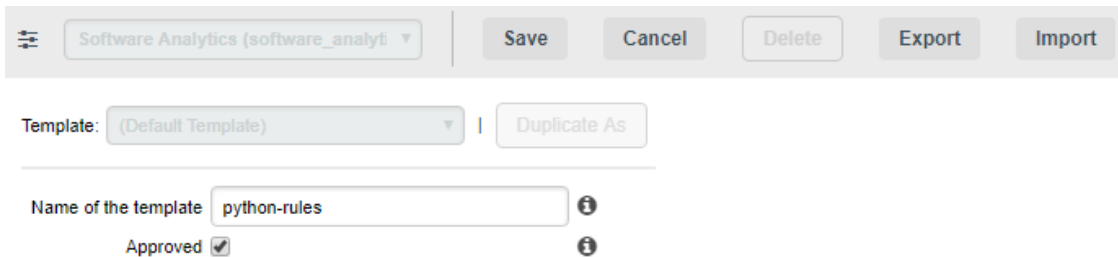 Software Analytics (software_analyti Save Cancel Delete Export Import
Template: (Default Template) | Duplicate As
Name of the template python-rules
Approved